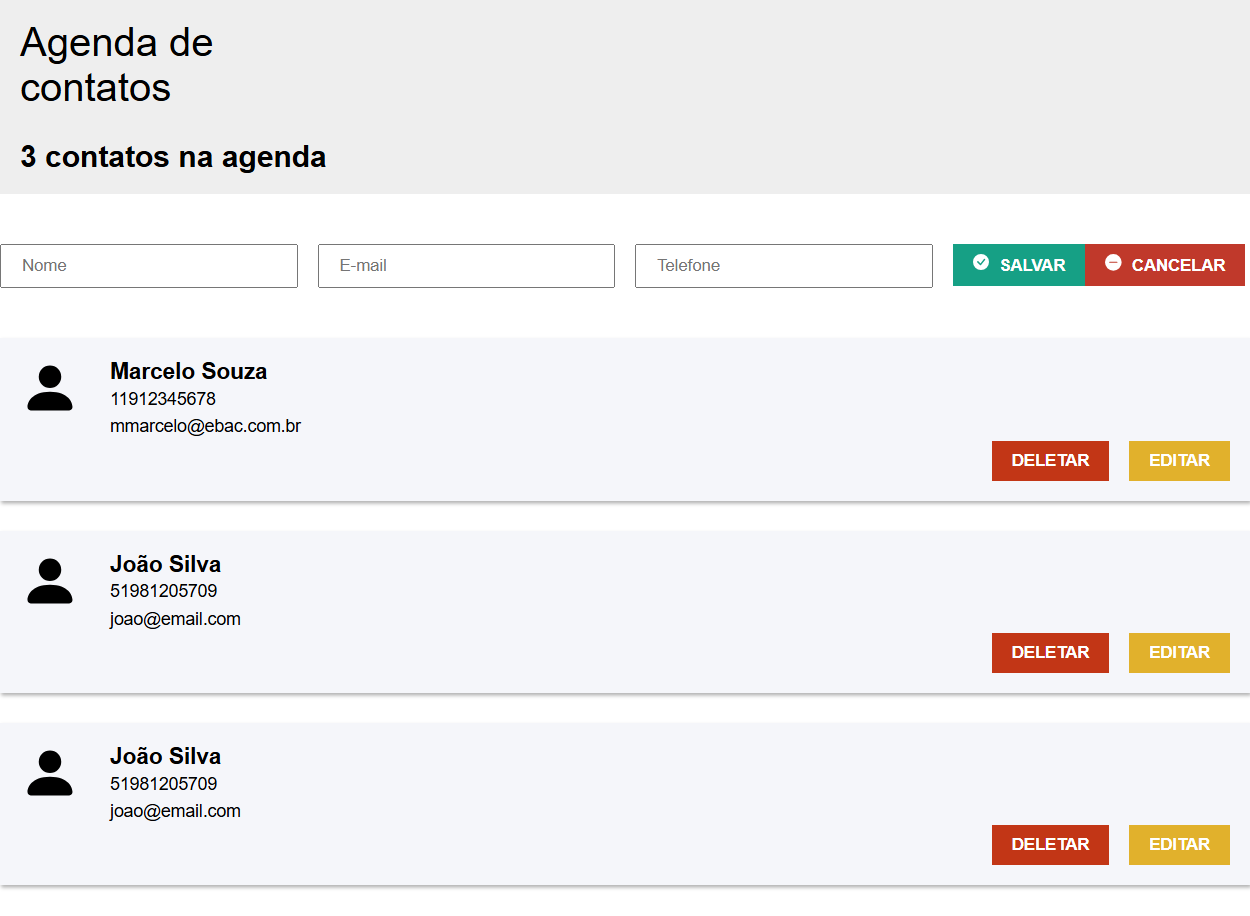 Agenda de
contatos
3 contatos na agenda
Nome E-mail Telefone SALVAR CANCELAR
Marcelo Souza
11912345678
mmarcelo@ebac.com.br
DELETAR EDITAR
João Silva
51981205709
joao@email.com
DELETAR EDITAR
João Silva
51981205709
joao@email.com
DELETAR EDITAR